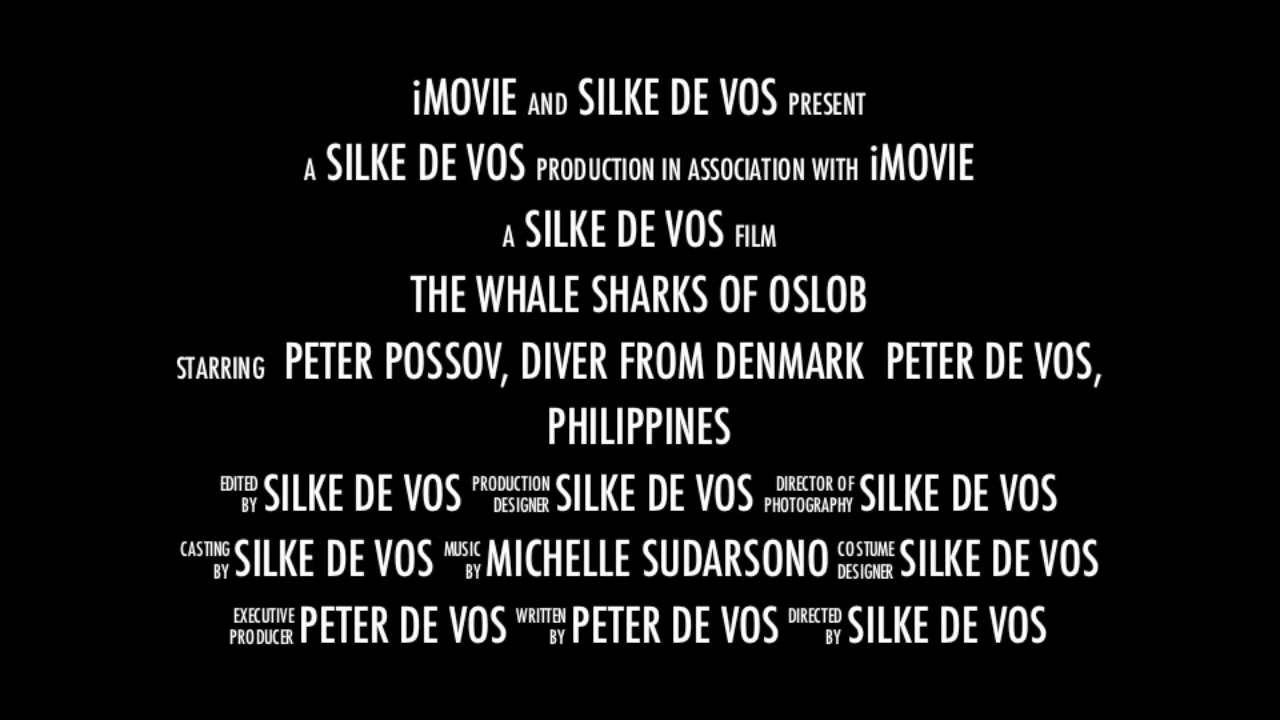 iMOVIE AND SILKE DE VOS PRESENT
A SILKE DE VOS PRODUCTION IN ASSOCIATION WITH iMOVIE
A SILKE DE VOS FILM
THE WHALE SHARKS OF OSLOB
STARRING PETER POSSOV, DIVER FROM DENMARK PETER DE VOS,
PHILIPPINES
EDITED BY SILKE DE VOS PRODUCTION DESIGNER SILKE DE VOS DIRECTOR OF PHOTOGRAPHY SILKE DE VOS
CASTING BY SILKE DE VOS MUSIC BY MICHELLE SUDARSONO COSTUME DESIGNER SILKE DE VOS
EXECUTIVE PRODUCER PETER DE VOS WRITTEN BY PETER DE VOS DIRECTED BY SILKE DE VOS